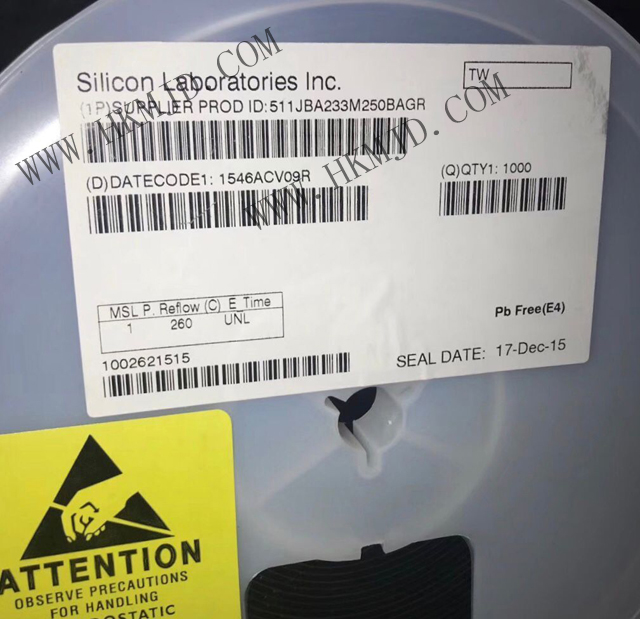 Silicon Laboratories Inc.
TW
(1P)SUPPLIER PROD ID:511JBA233M250BAGR
(D)DATECODE1: 1546ACV09R
(Q)QTY1: 1000
MSL P. Reflow (C) E Time
1 260 UNL
Pb Free(E4)
1002621515
SEAL DATE: 17-Dec-15
WWW.HKMJD.COM
WWW.HKMJD.COM
ATTENTION
OBSERVE PRECAUTIONS
FOR HANDLING